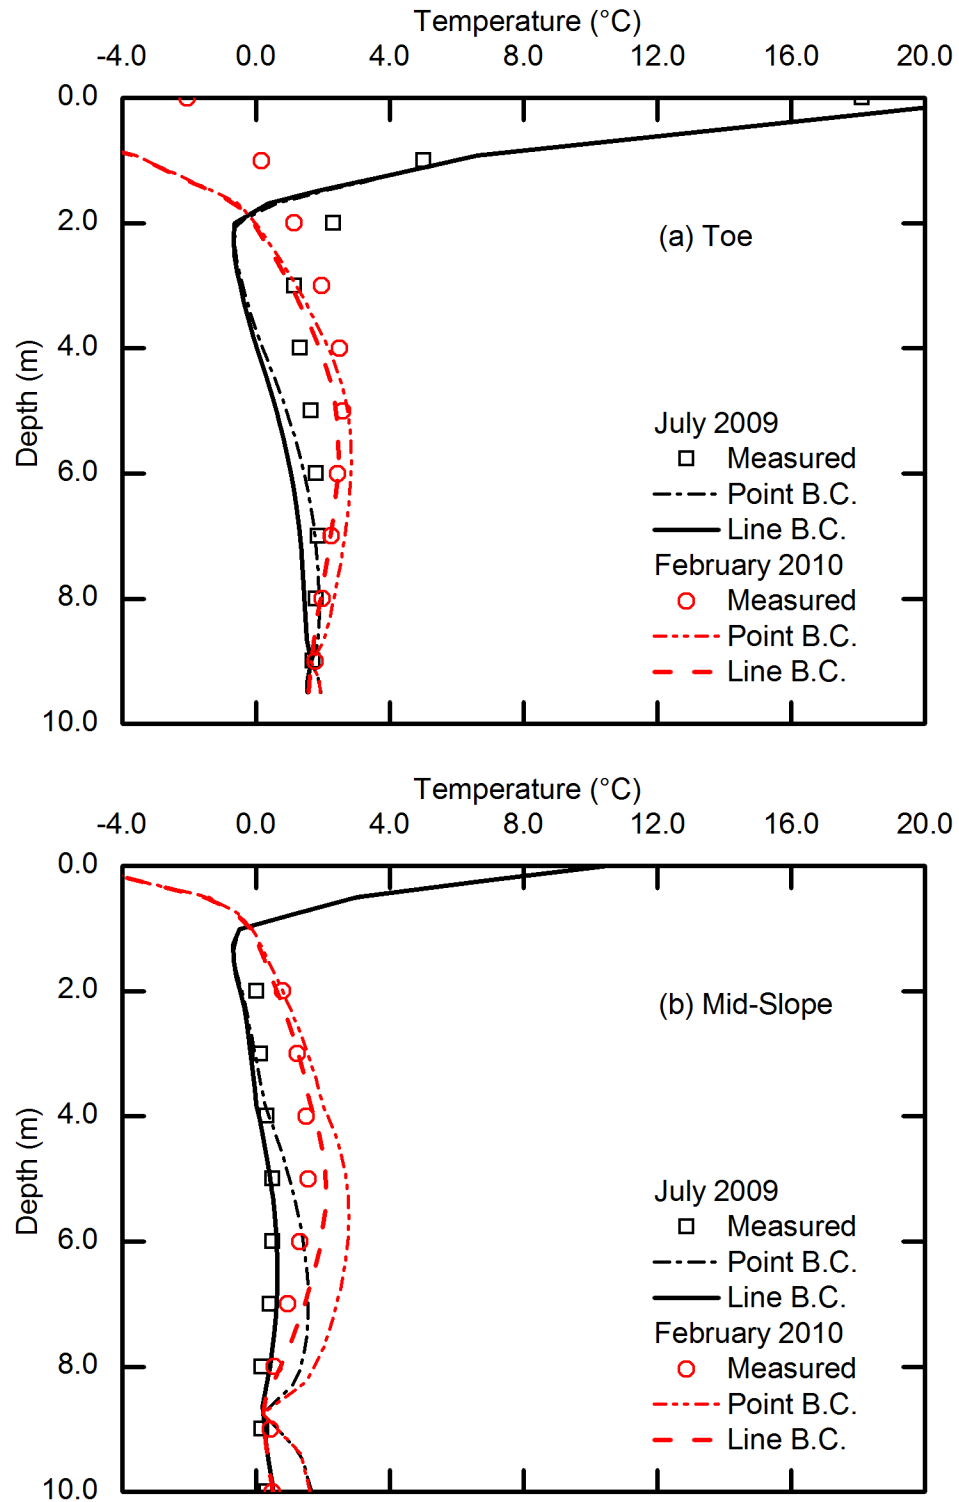 Temperature (°C)
-4.0 0.0 4.0 8.0 12.0 16.0 20.0
0.0
2.0
(a) Toe
4.0
Depth (m)
July 2009
6.0 Measured
Point B.C.
Line B.C.
February 2010
8.0 Measured
Point B.C.
Line B.C.
10.0
Temperature (°C)
-4.0 0.0 4.0 8.0 12.0 16.0 20.0
0.0
2.0
(b) Mid-Slope
4.0
Depth (m)
July 2009
6.0 Measured
Point B.C.
Line B.C.
February 2010
8.0 Measured
Point B.C.
Line B.C.
10.0